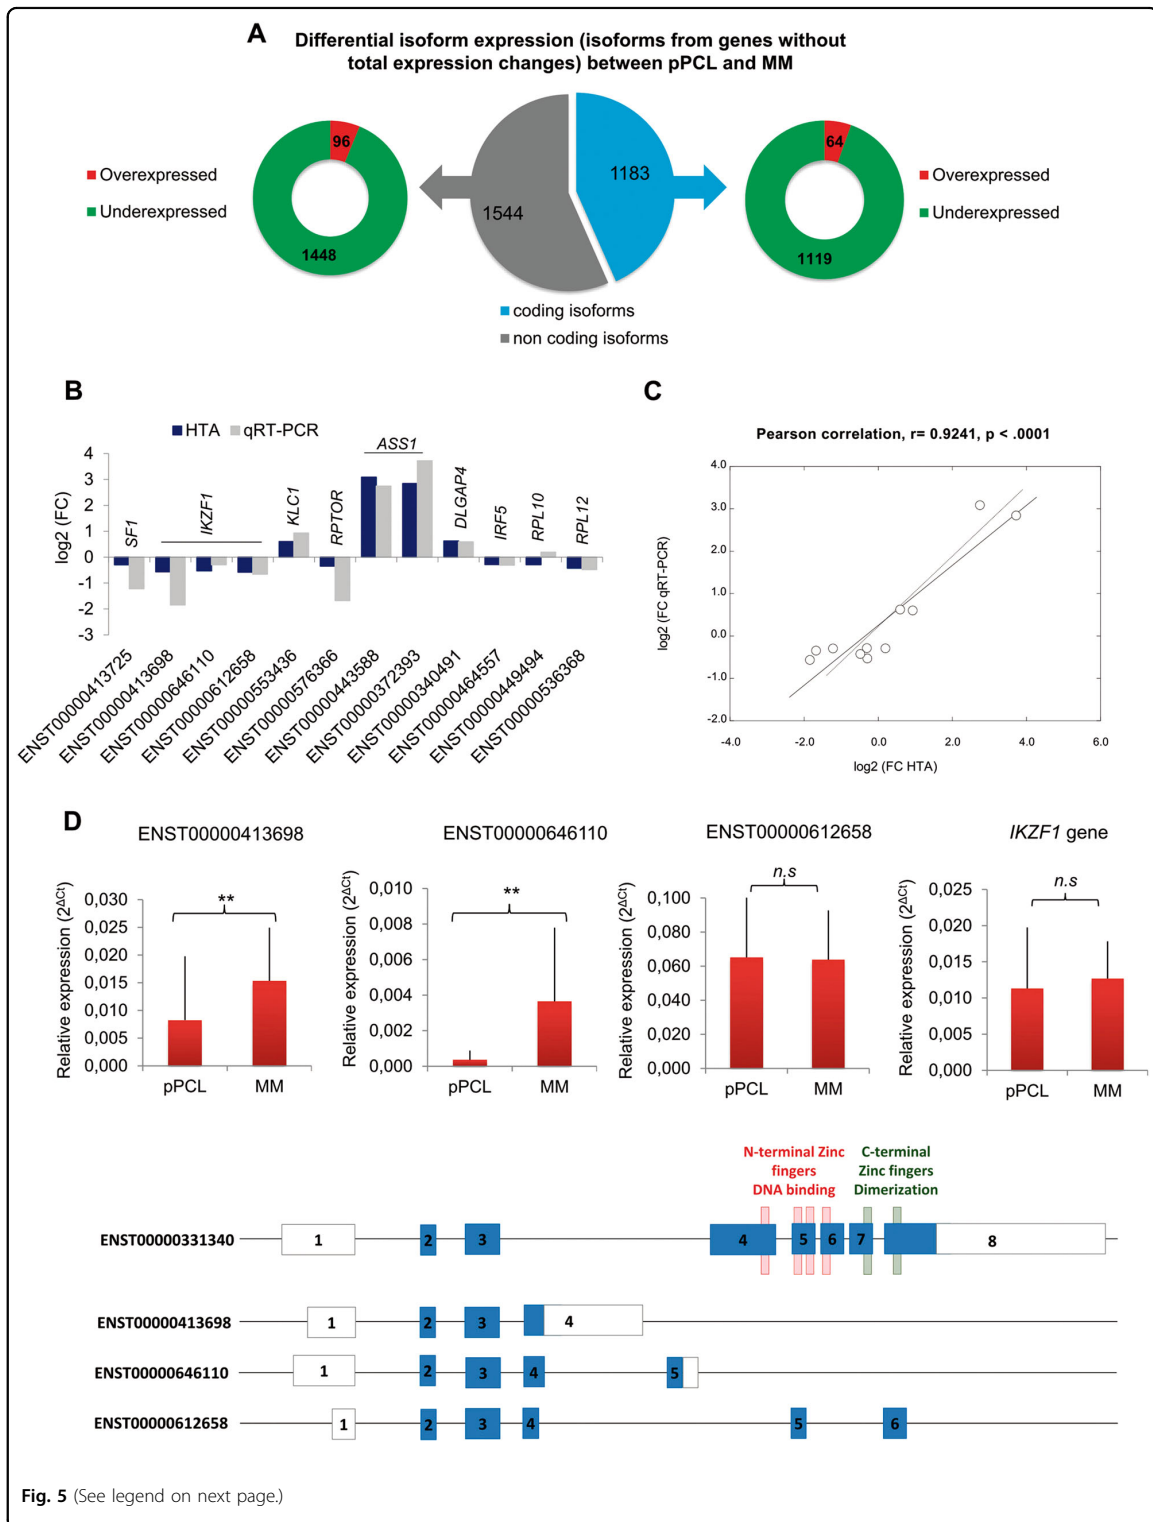 A
Differential isoform expression (isoforms from genes without
total expression changes) between pPCL and MM
Overexpressed
Underexpressed
96
1448
1544
1183
64
1119
Overexpressed
Underexpressed
coding isoforms
non coding isoforms
B
HTA qRT-PCR
log2 (FC)
4
3
2
1
0
-1
-2
-3
SF1
IKZF1
KLC1
RPTOR
ASS1
DLGAP4
IRF5
RPL10
RPL12
ENST00000413725
ENST00000413698
ENST00000646110
ENST00000612658
ENST00000553436
ENST00000576366
ENST00000443588
ENST00000372393
ENST00000340491
ENST00000464557
ENST00000449494
ENST00000536368
C
Pearson correlation, r= 0.9241, p < .0001
log2 (FC qRT-PCR)
4.0
3.0
2.0
1.0
0.0
-1.0
-2.0
-4.0 -2.0 0.0 2.0 4.0 6.0
log2 (FC HTA)
D
ENST00000413698
Relative expression (2ΔCt)
0,030
0,025
0,020
0,015
0,010
0,005
0,000
**
pPCL MM
ENST00000646110
Relative expression (2ΔCt)
0,010
0,008
0,006
0,004
0,002
0,000
**
pPCL MM
ENST00000612658
Relative expression (2ΔCt)
0,100
0,080
0,060
0,040
0,020
0,000
n.s
pPCL MM
IKZF1 gene
Relative expression (2ΔCt)
0,025
0,020
0,015
0,010
0,005
0,000
n.s
pPCL MM
N-terminal Zinc
fingers
DNA binding
C-terminal
Zinc fingers
Dimerization
ENST00000331340 1 2 3 4 5 6 7 8
ENST00000413698 1 2 3 4
ENST00000646110 1 2 3 4 5
ENST00000612658 1 2 3 4 5 6
Fig. 5 (See legend on next page.)